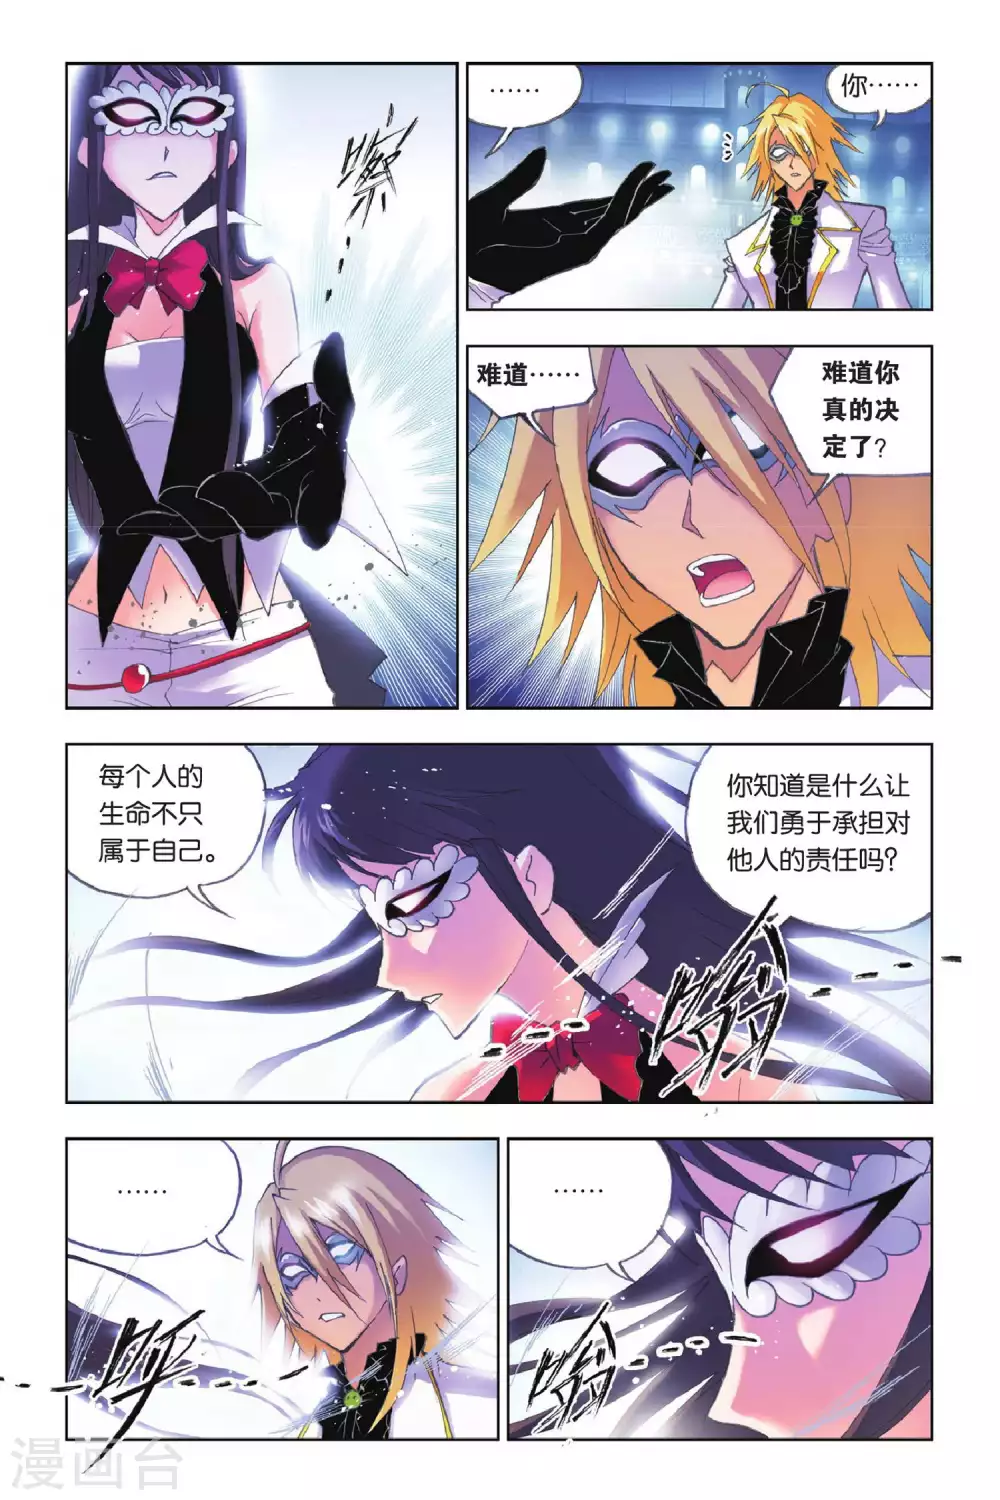 嚓
……
你……
难道……
难道你
真的决
定了？
每个人的
生命不只
属于自己。
你知道是什么让
我们勇于承担对
他人的责任吗？
哈
……
呼
……
哈
漫画台